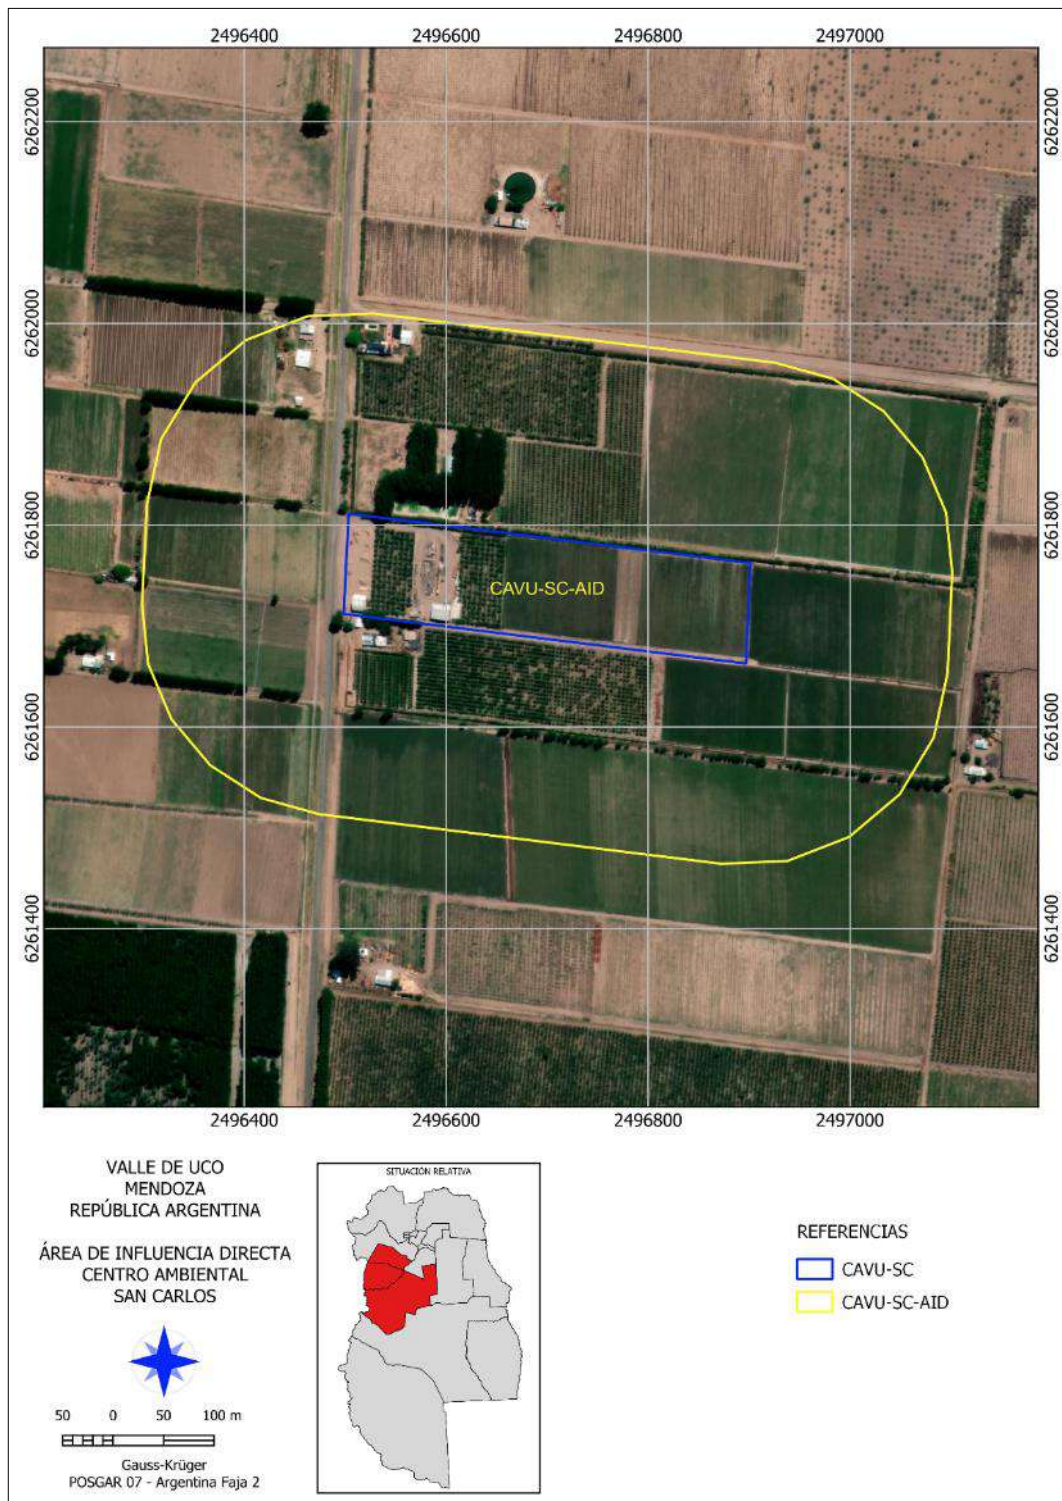 2496400 2496600 2496800 2497000
6262200 6262200
6262000 6262000
6261800 6261800
CAVU-SC-AID
6261600 6261600
6261400 6261400
2496400 2496600 2496800 2497000
VALLE DE UCO
MENDOZA
REPÚBLICA ARGENTINA
ÁREA DE INFLUENCIA DIRECTA
CENTRO AMBIENTAL
SAN CARLOS
50 0 50 100 m
Gauss-Krüger
POSGAR 07 - Argentina Faja 2
SITUACIÓN RELATIVA
REFERENCIAS
CAVU-SC
CAVU-SC-AID